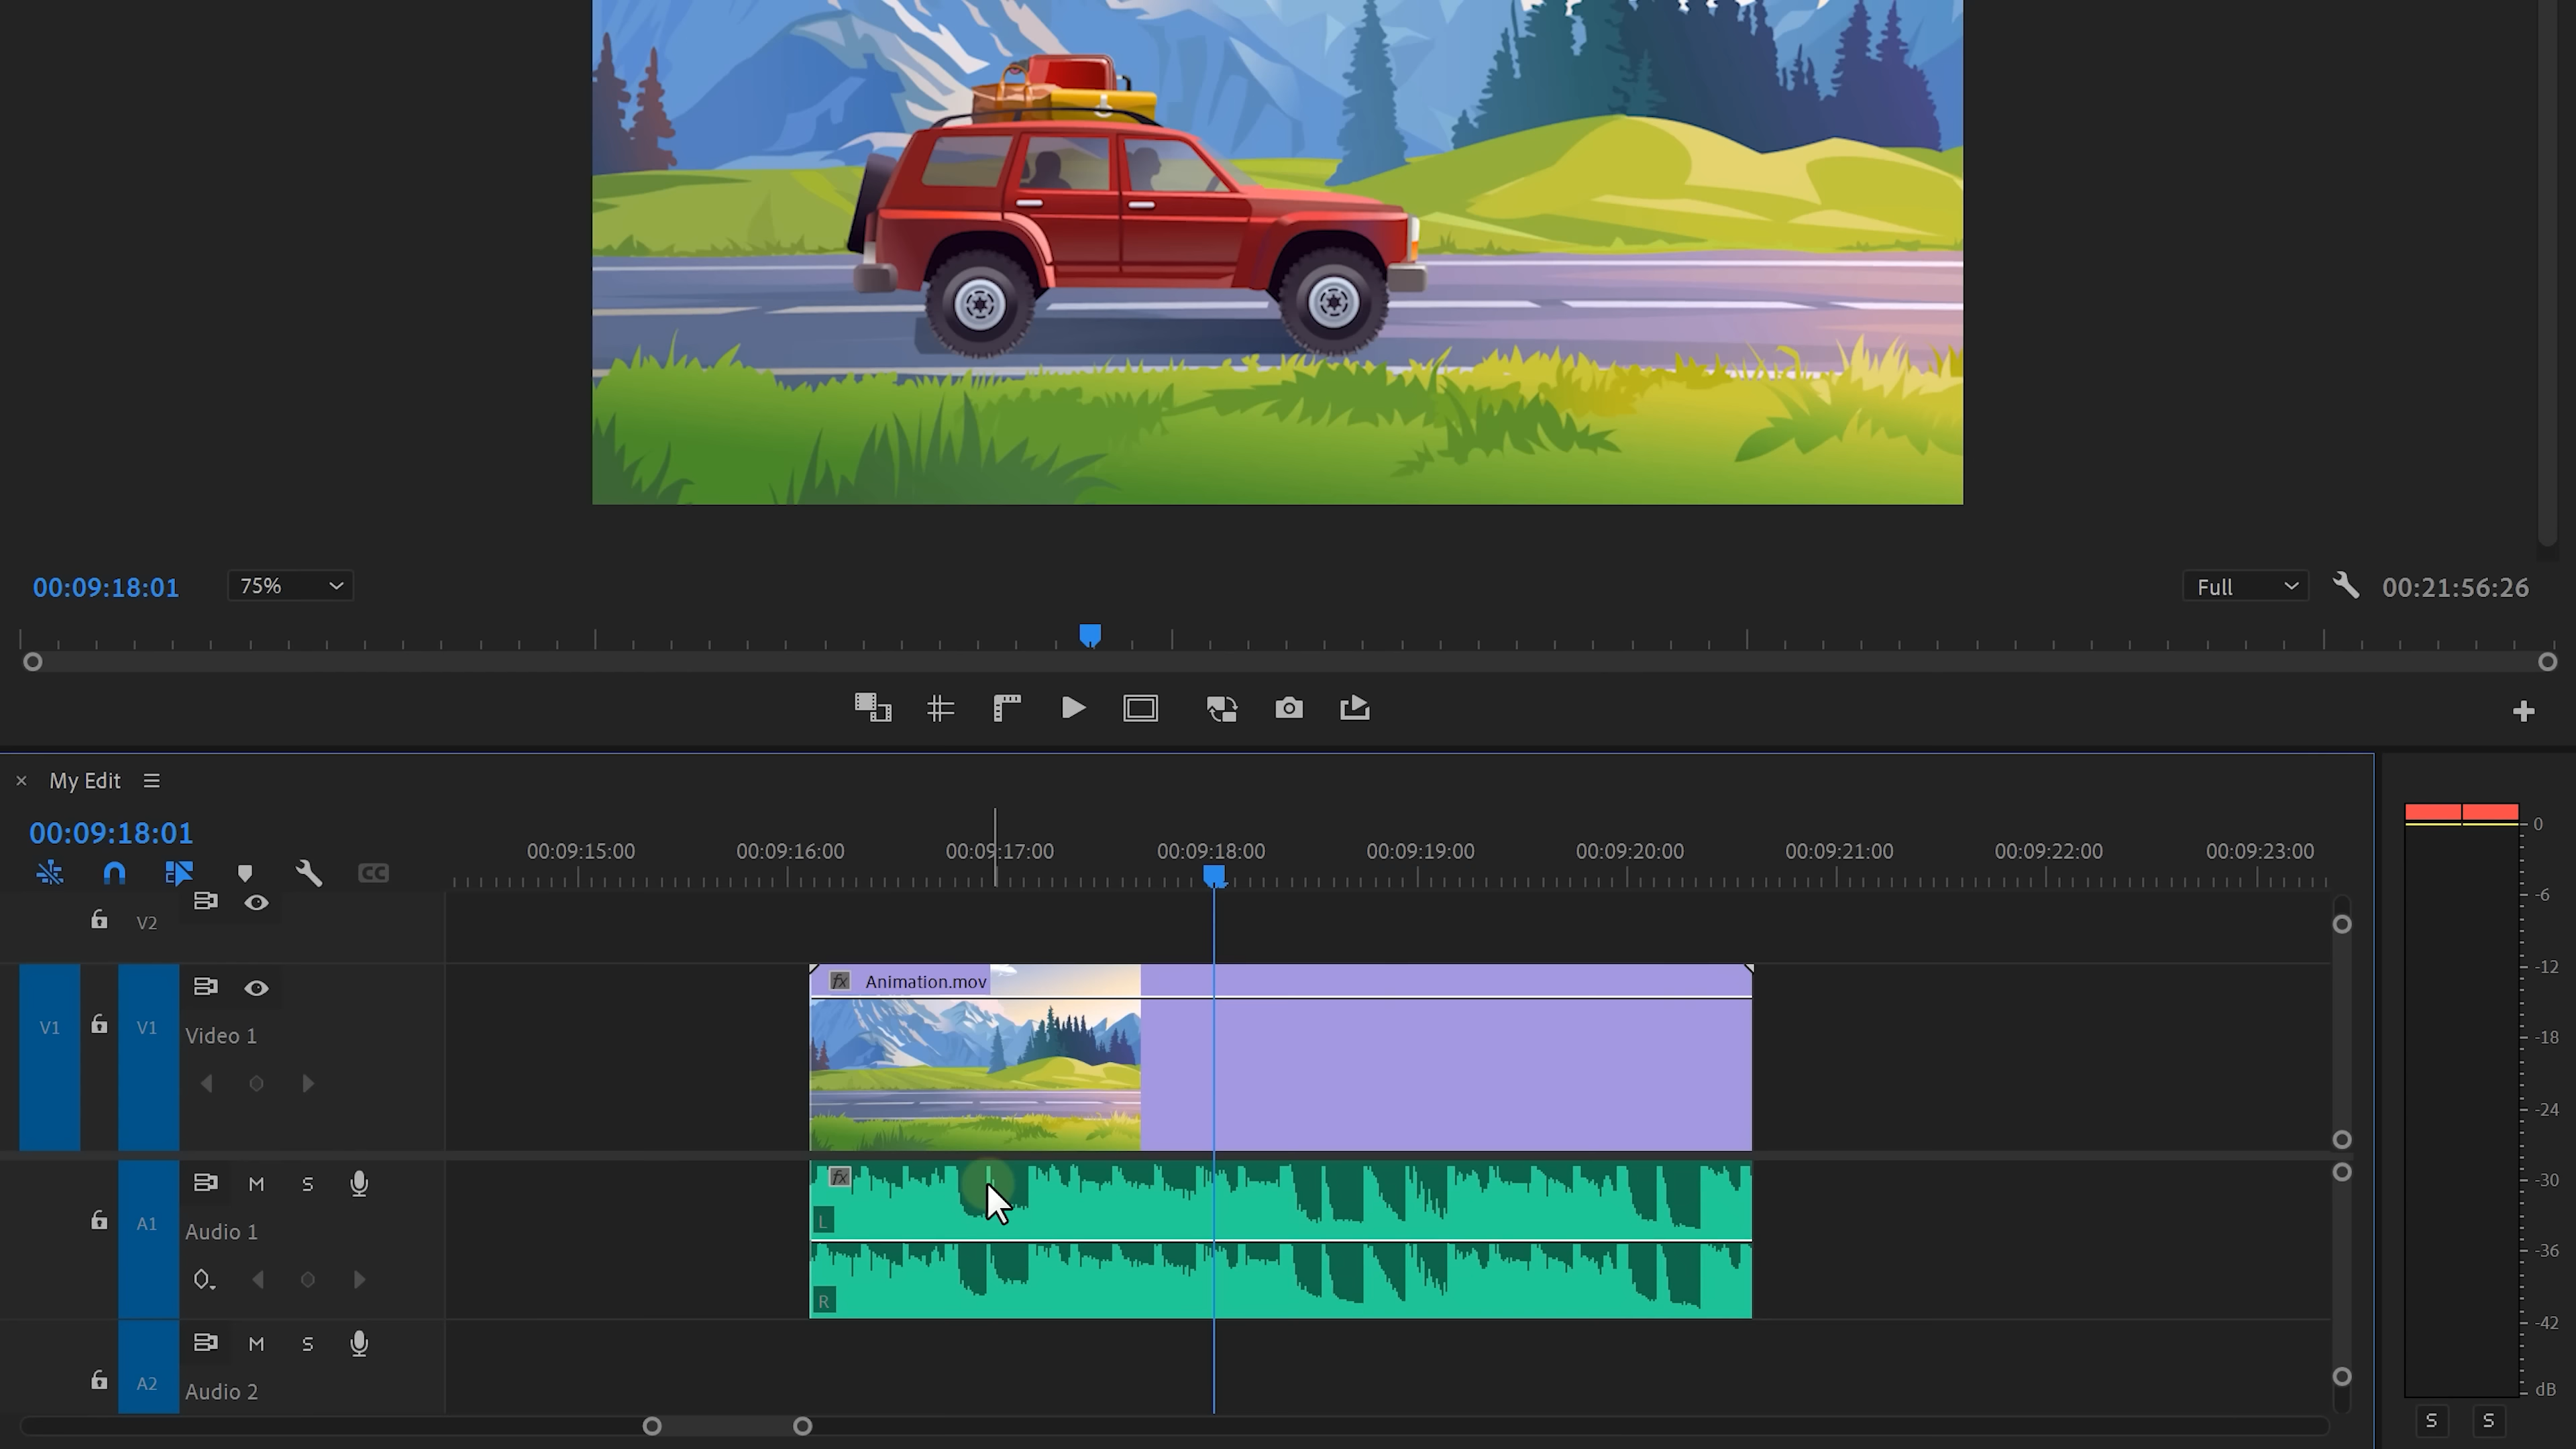 00:09:18:01 75% Full 00:21:56:26
× My Edit
00:09:18:01
00:09:15:00 00:09:16:00 00:09:17:00 00:09:18:00 00:09:19:00 00:09:20:00 00:09:21:00 00:09:22:00 00:09:23:00
CC
V2
fx Animation.mov
V1 V1 Video 1
M S
fx
L
A1 Audio 1
R
M S
A2 Audio 2
0
-6
-12
-18
-24
-30
-36
-42
dB
S S